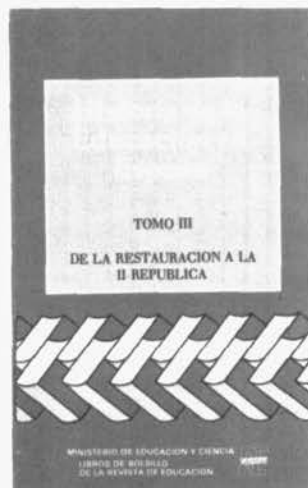 TOMO III
DE LA RESTAURACION A LA
II REPUBLICA
MINISTERIO DE EDUCACION Y CIENCIA
LIBROS DE BOLSILLO
DE LA REVISTA DE EDUCACION